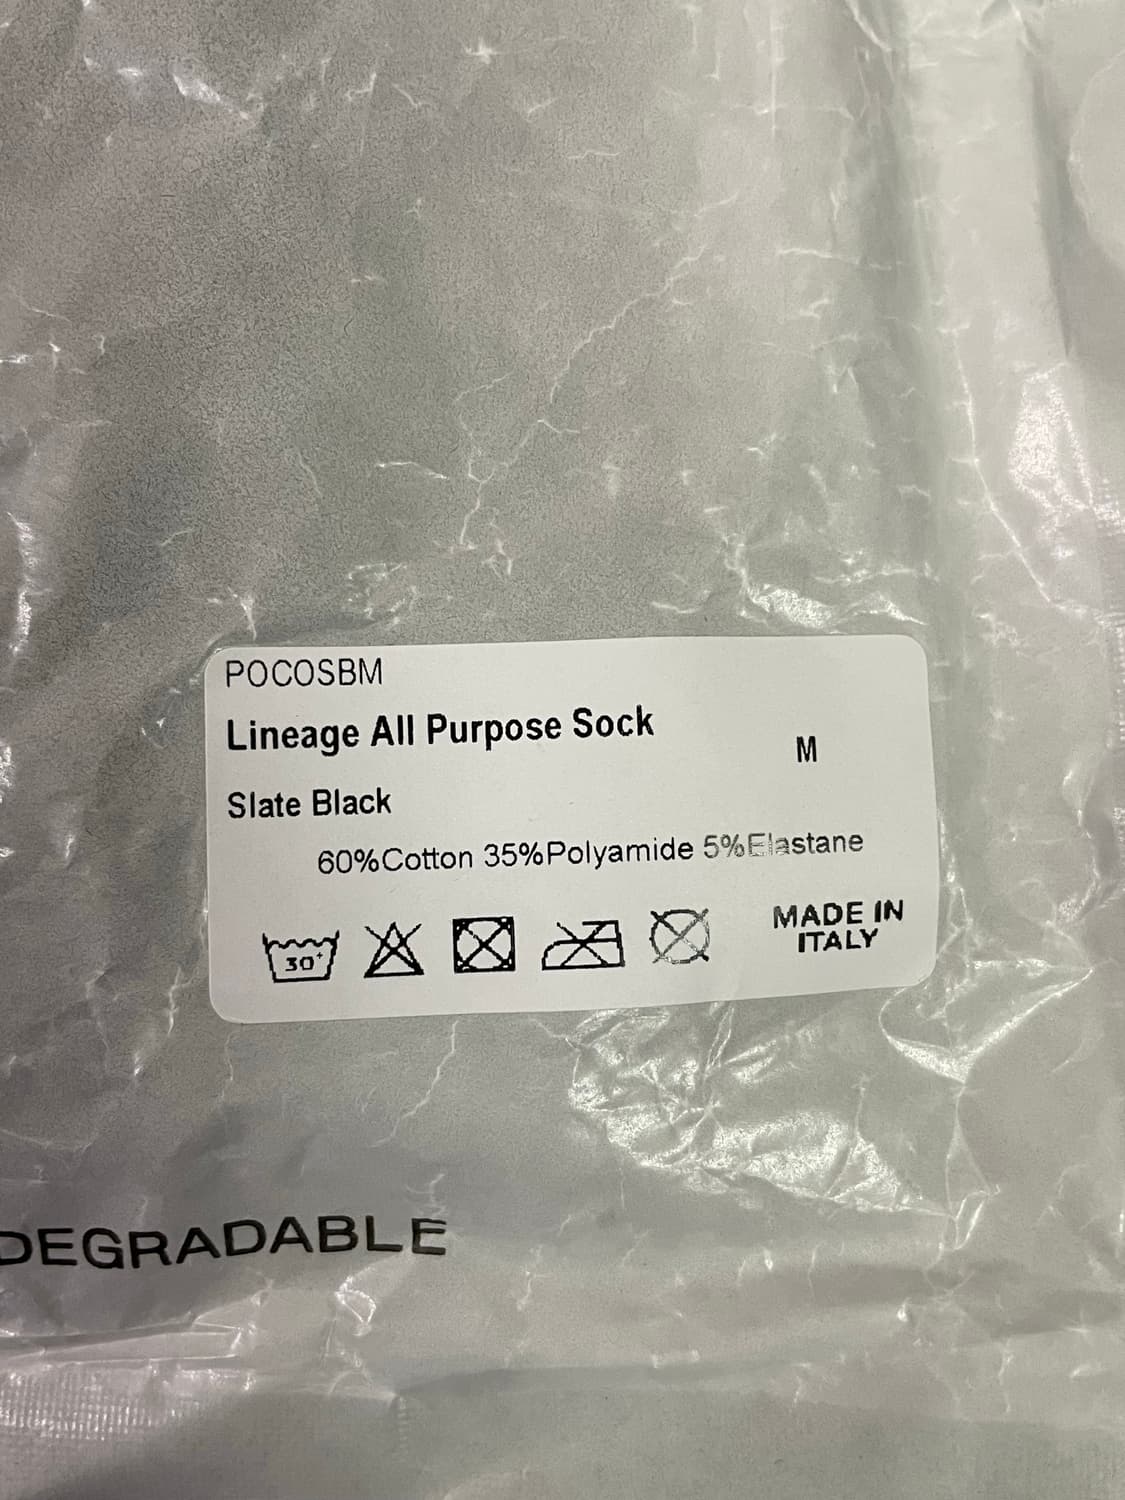 POCOSBM
Lineage All Purpose Sock
M
Slate Black
60%Cotton 35%Polyamide 5%Elastane
30°
MADE IN
ITALY
DEGRADABLE